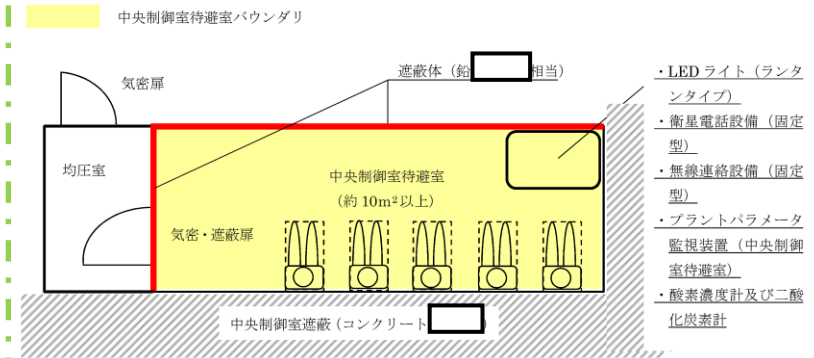 中央制御室待避室バウンダリ
気密扉
遮蔽体（鉛 相当）
均圧室
中央制御室待避室
（約 10m²以上）
気密・遮蔽扉
中央制御室遮蔽（コンクリート ）
・LED ライト（ランタ
ンタイプ）
・衛星電話設備（固定
型）
・無線連絡設備（固定
型）
・プラントパラメータ
監視装置（中央制御
室待避室）
・酸素濃度計及び二酸
化炭素計